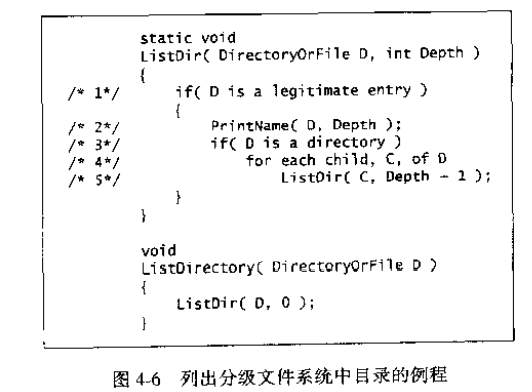 static void
ListDir( DirectoryOrFile D, int Depth )
{
/* 1*/ if( D is a legitimate entry )
{
/* 2*/ PrintName( D, Depth );
/* 3*/ if( D is a directory )
/* 4*/ for each child, C, of D
/* 5*/ ListDir( C, Depth - 1 );
}
}
void
ListDirectory( DirectoryOrFile D )
{
ListDir( D, 0 );
}
图 4-6 列出分级文件系统中目录的例程